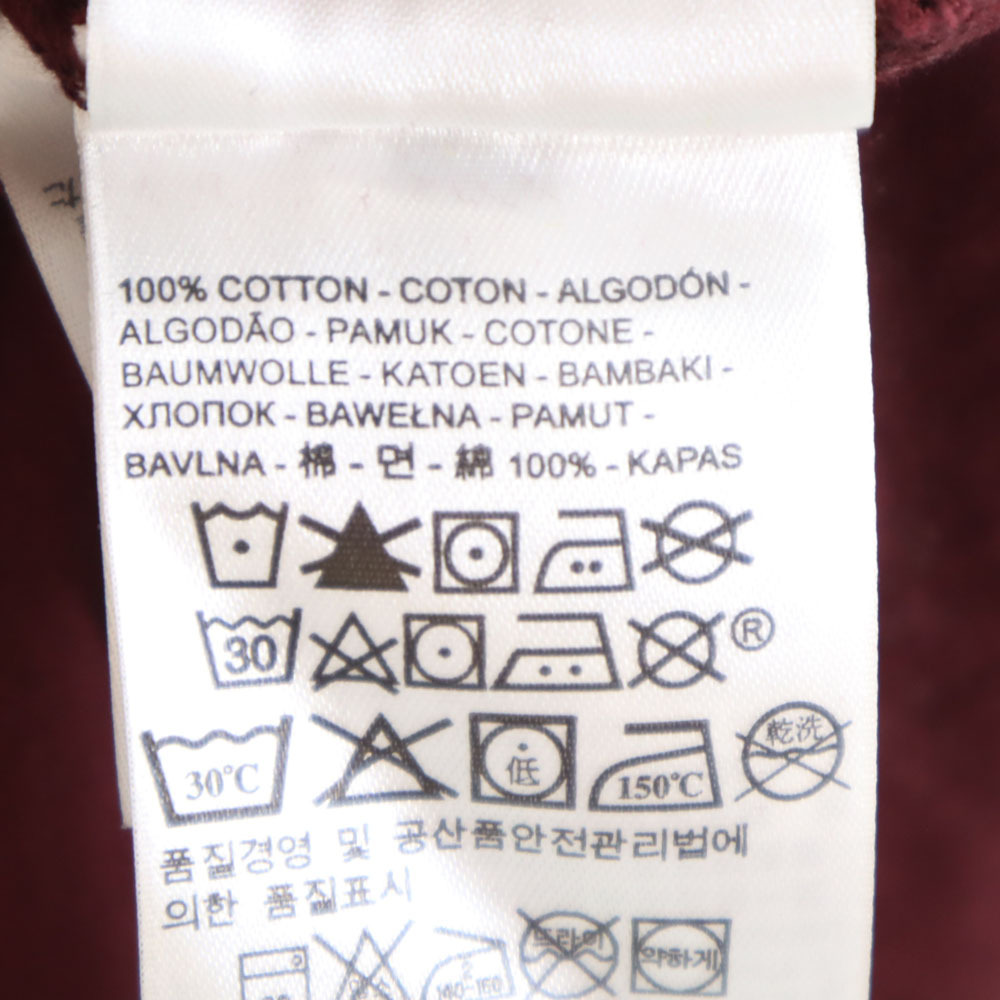 100% COTTON - COTON - ALGODÓN -
ALGODÃO - PAMUK - COTONE -
BAUMWOLLE - KATOEN - BAMBAKI -
ХЛОПОК - BAWEŁNA - PAMUT -
BAVLNA - 棉 - 면 - 綿 100% - KAPAS
30 ®
30°C 低 150°C 乾洗
품질경영 및 공산품안전관리법에
의한 품질표시
드라이
약하게
140~160